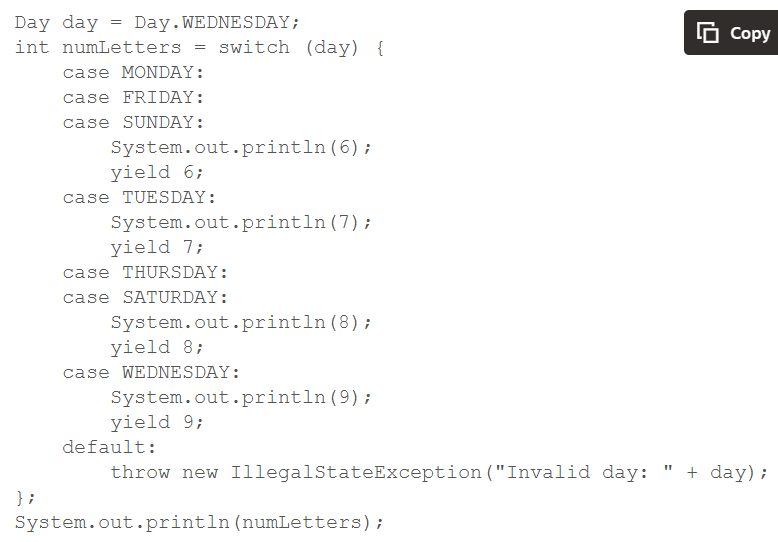 Day day = Day.WEDNESDAY;
Copy
int numLetters = switch (day) {
    case MONDAY:
    case FRIDAY:
    case SUNDAY:
        System.out.println(6);
        yield 6;
    case TUESDAY:
        System.out.println(7);
        yield 7;
    case THURSDAY:
    case SATURDAY:
        System.out.println(8);
        yield 8;
    case WEDNESDAY:
        System.out.println(9);
        yield 9;
    default:
        throw new IllegalStateException("Invalid day: " + day);
};
System.out.println(numLetters);